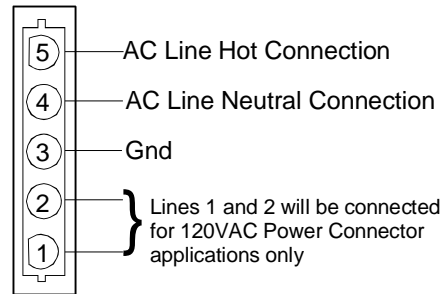 5 AC Line Hot Connection
4 AC Line Neutral Connection
3 Gnd
2
1
Lines 1 and 2 will be connected
for 120VAC Power Connector
applications only